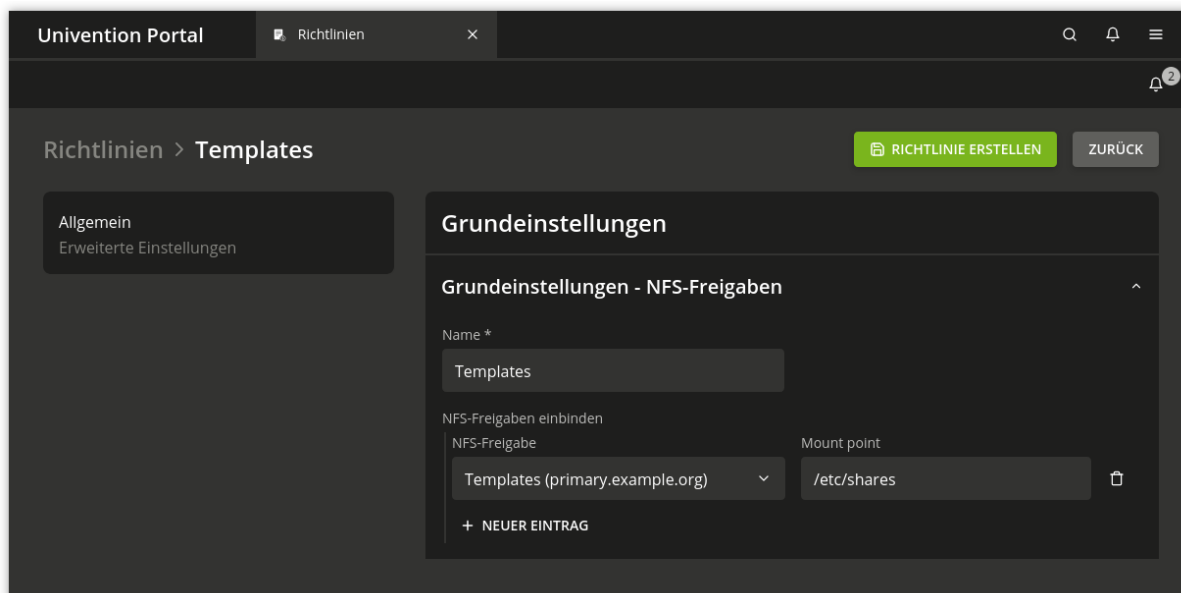 Univention Portal
Richtlinien
2
Richtlinien > Templates
RICHTLINIE ERSTELLEN
ZURÜCK
Allgemein
Erweiterte Einstellungen
Grundeinstellungen
Grundeinstellungen - NFS-Freigaben
Name *
Templates
NFS-Freigaben einbinden
NFS-Freigabe
Mount point
Templates (primary.example.org)
/etc/shares
+ NEUER EINTRAG